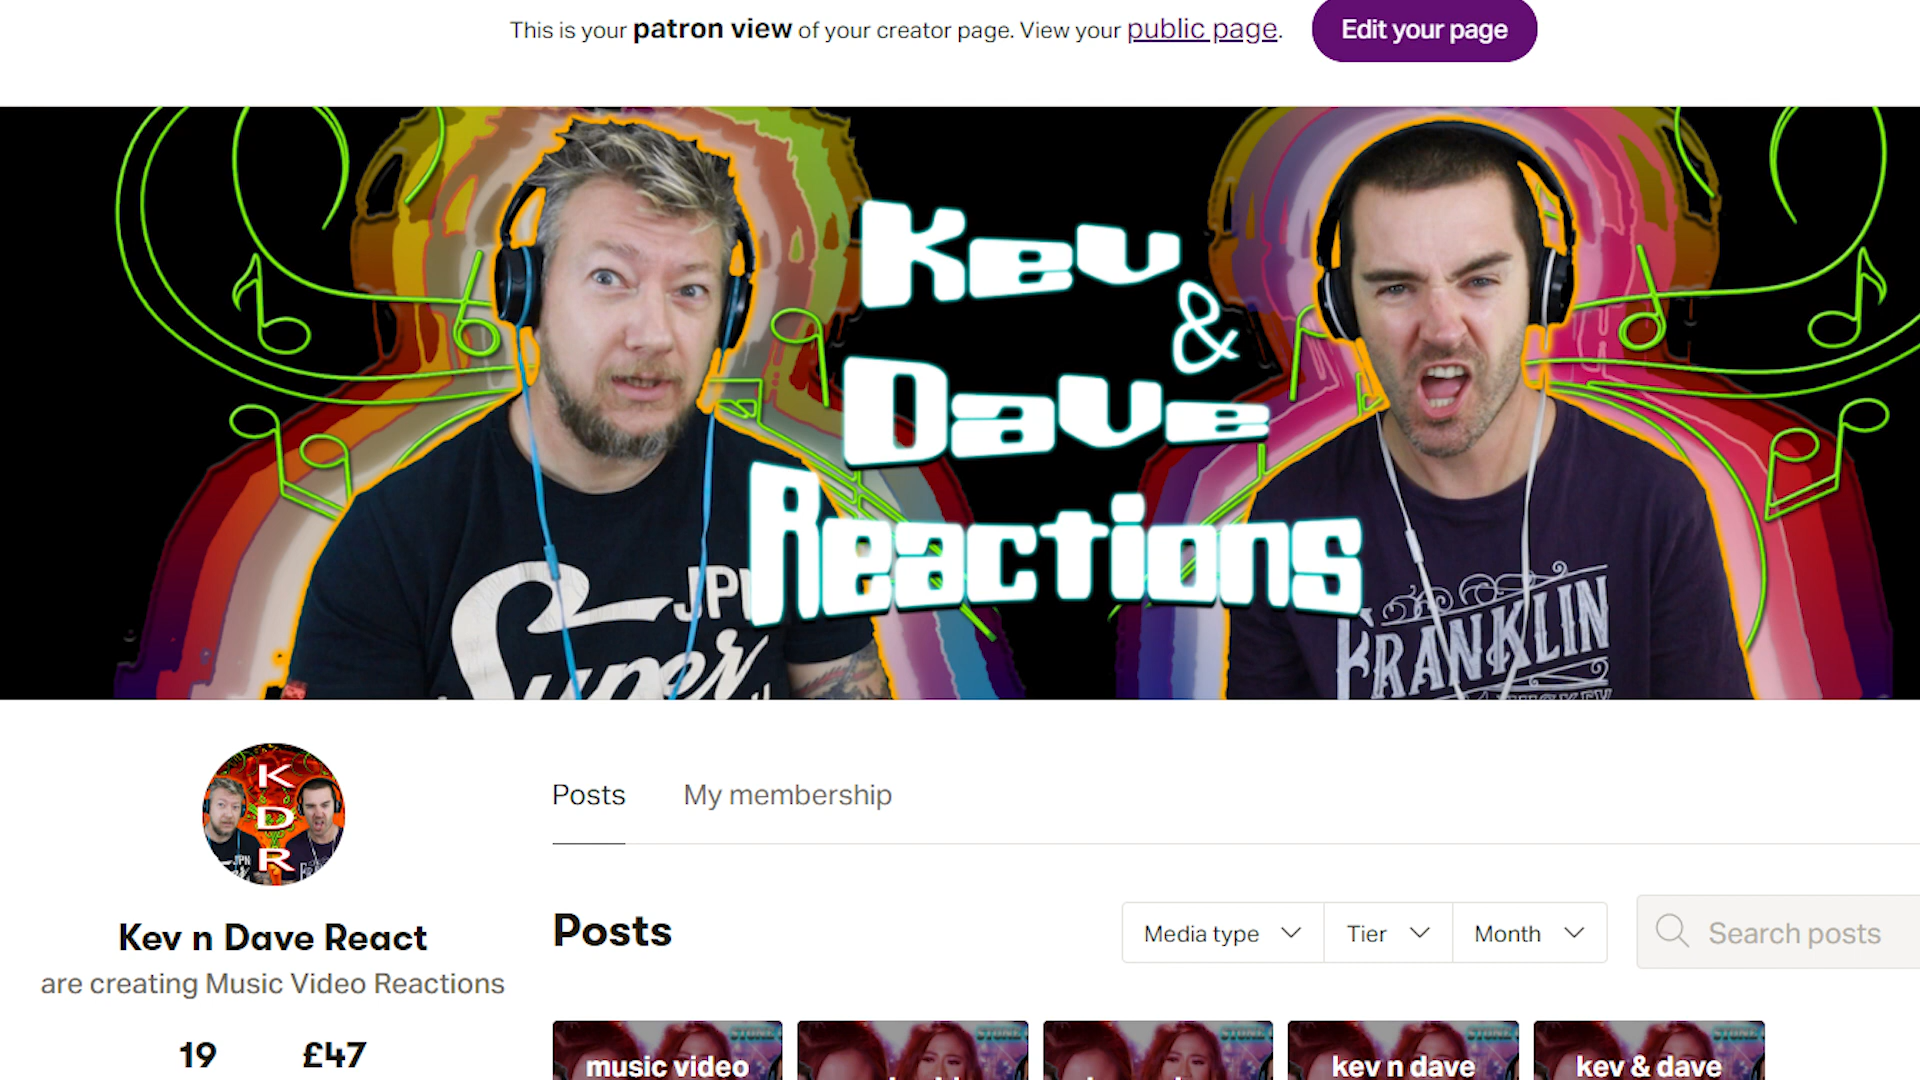 This is your patron view of your creator page. View your public page.
Edit your page
Kev
&
Dave
Reactions
JPN
Super
FRANKLIN
K
D
R
Posts
My membership
Kev n Dave React
are creating Music Video Reactions
19
£47
Posts
Media type
Tier
Month
Search posts
music video
kev n dave
kev & dave